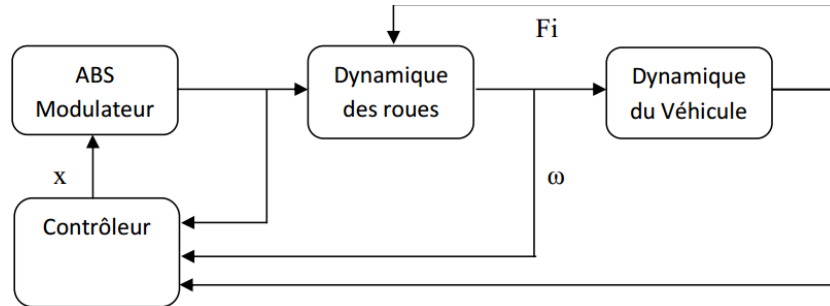 Fi
ABS
Modulateur
Dynamique
des roues
Dynamique
du Véhicule
x
ω
Contrôleur